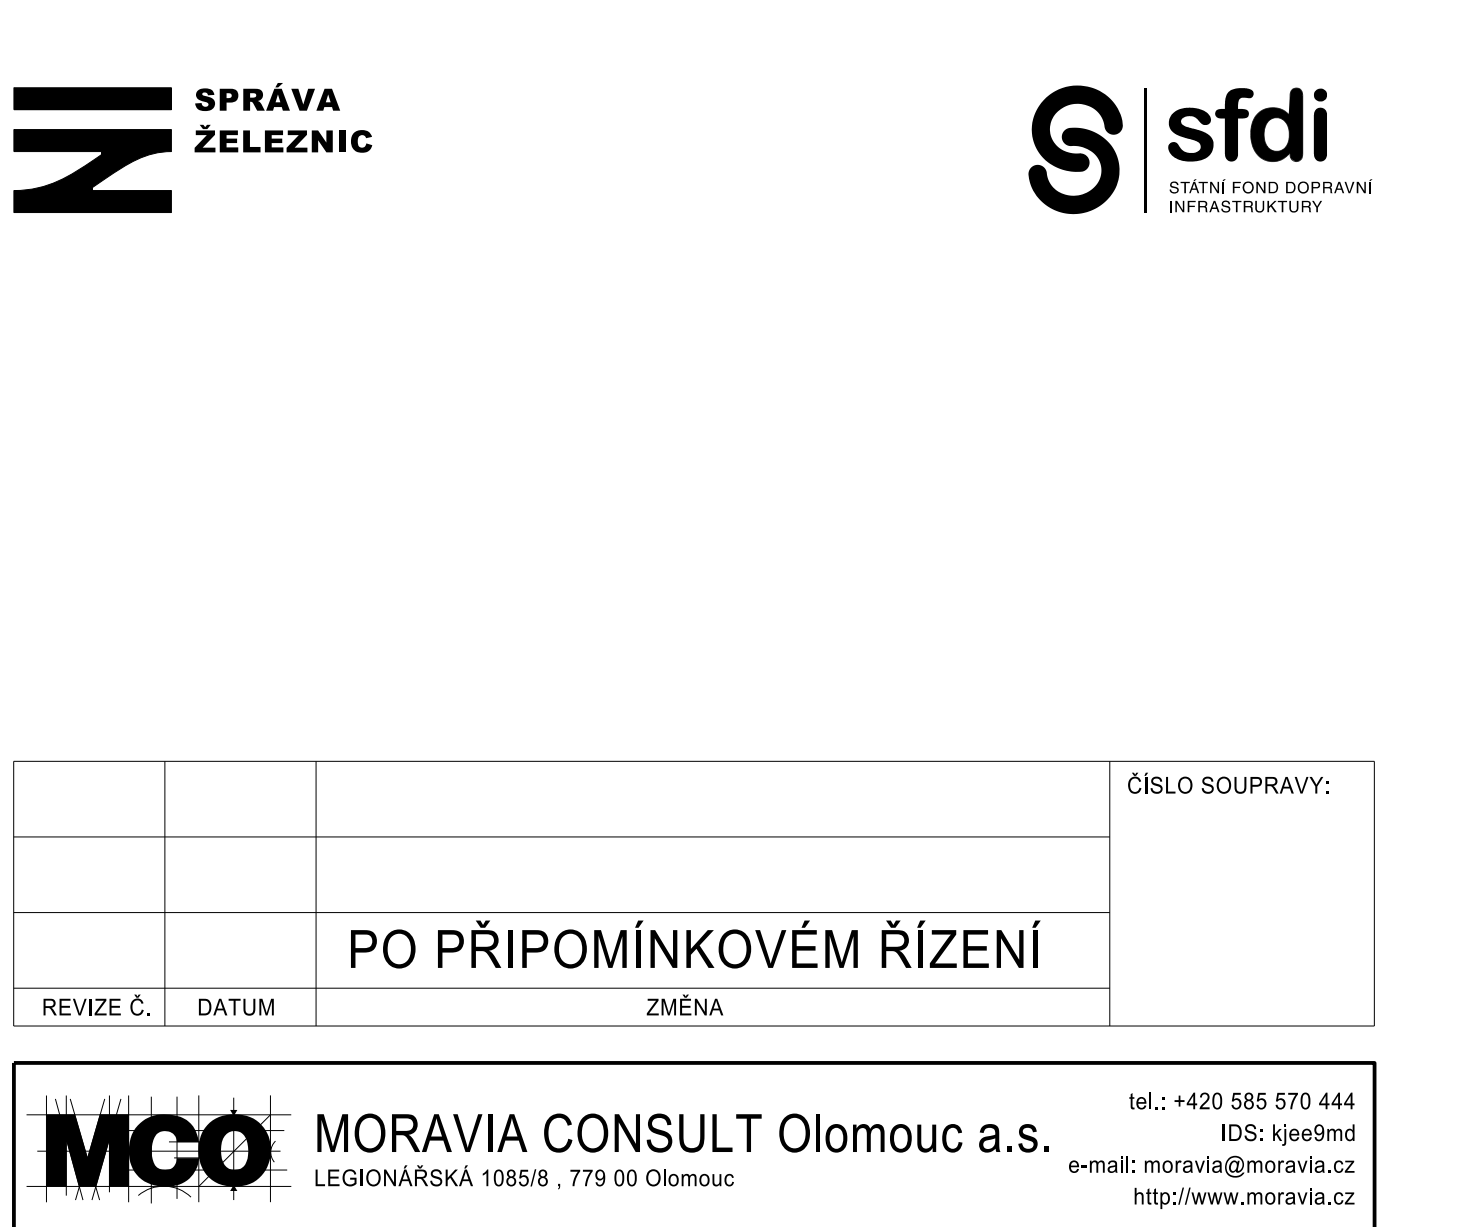 SPRÁVA
ŽELEZNIC
sfdi
STÁTNÍ FOND DOPRAVNÍ
INFRASTRUKTURY
ČÍSLO SOUPRAVY:
PO PŘIPOMÍNKOVÉM ŘÍZENÍ
REVIZE Č. DATUM ZMĚNA
MCO
MORAVIA CONSULT Olomouc a.s.
LEGIONÁŘSKÁ 1085/8 , 779 00 Olomouc
tel.: +420 585 570 444
IDS: kjee9md
e-mail: moravia@moravia.cz
http://www.moravia.cz